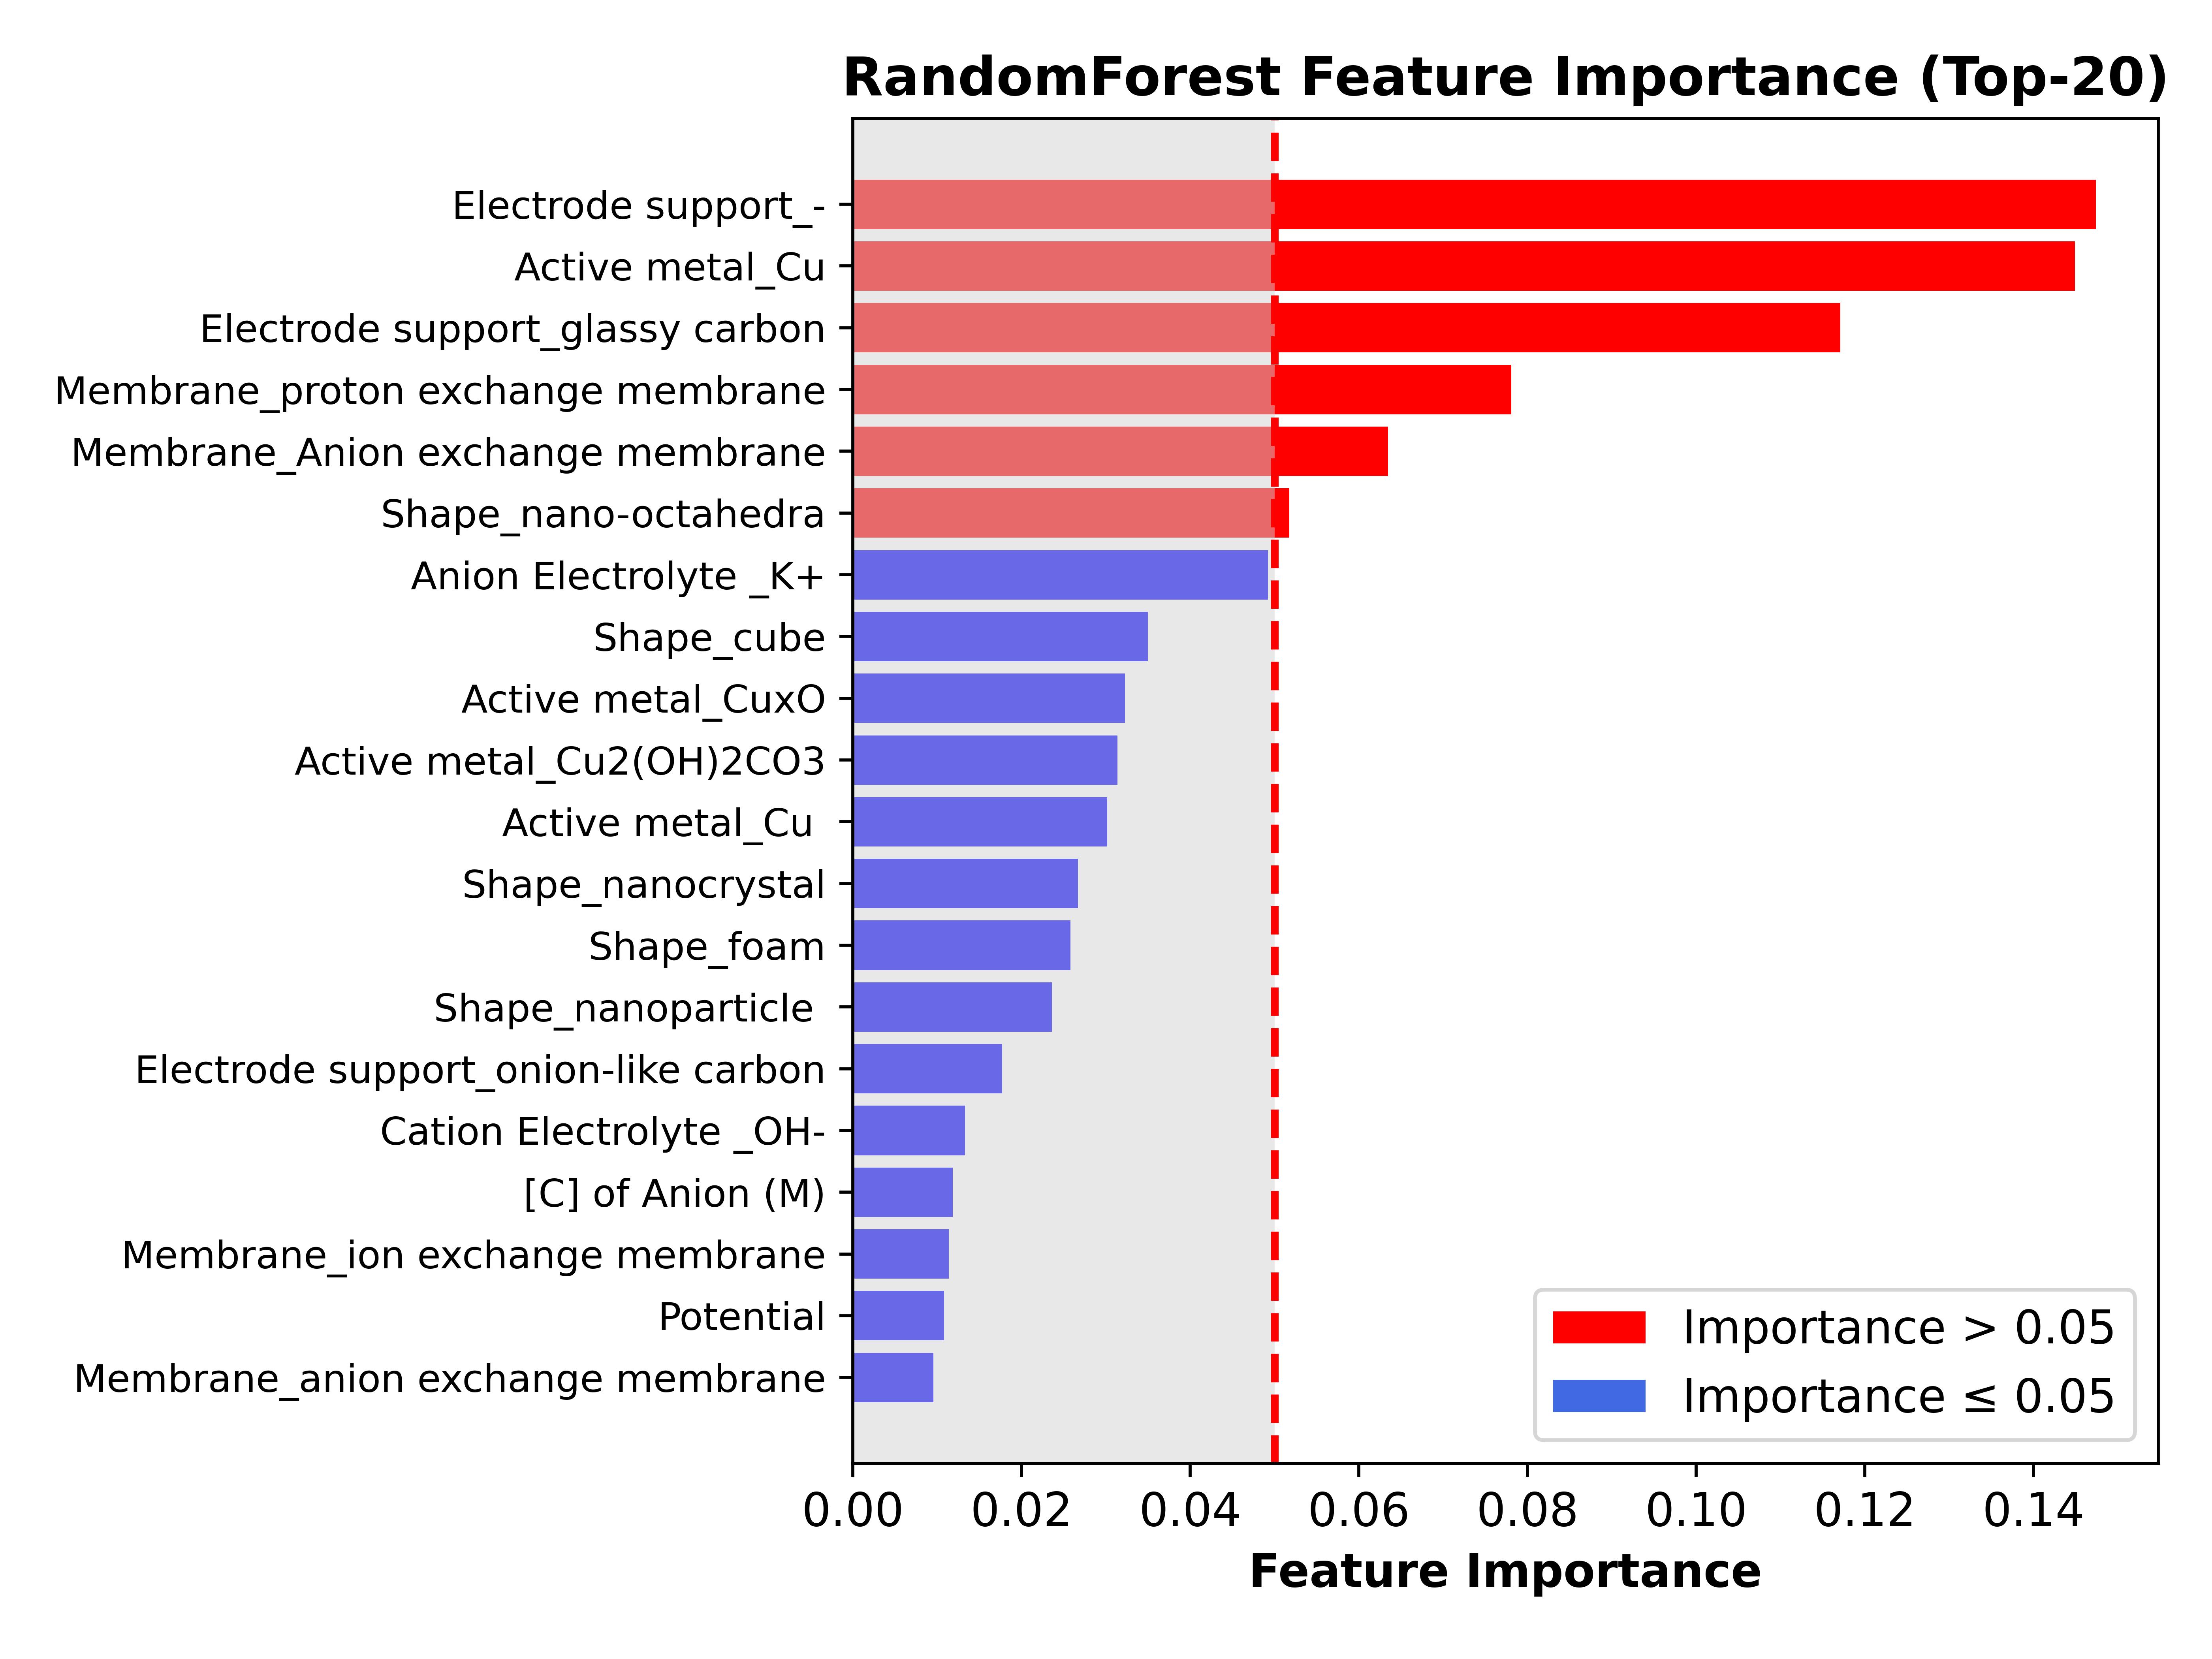 RandomForest Feature Importance (Top-20)
Electrode support_-
Active metal_Cu
Electrode support_glassy carbon
Membrane_proton exchange membrane
Membrane_Anion exchange membrane
Shape_nano-octahedra
Anion Electrolyte _K+
Shape_cube
Active metal_CuxO
Active metal_Cu2(OH)2CO3
Active metal_Cu
Shape_nanocrystal
Shape_foam
Shape_nanoparticle
Electrode support_onion-like carbon
Cation Electrolyte _OH-
[C] of Anion (M)
Membrane_ion exchange membrane
Potential
Membrane_anion exchange membrane
Importance > 0.05
Importance ≤ 0.05
0.00 0.02 0.04 0.06 0.08 0.10 0.12 0.14
Feature Importance